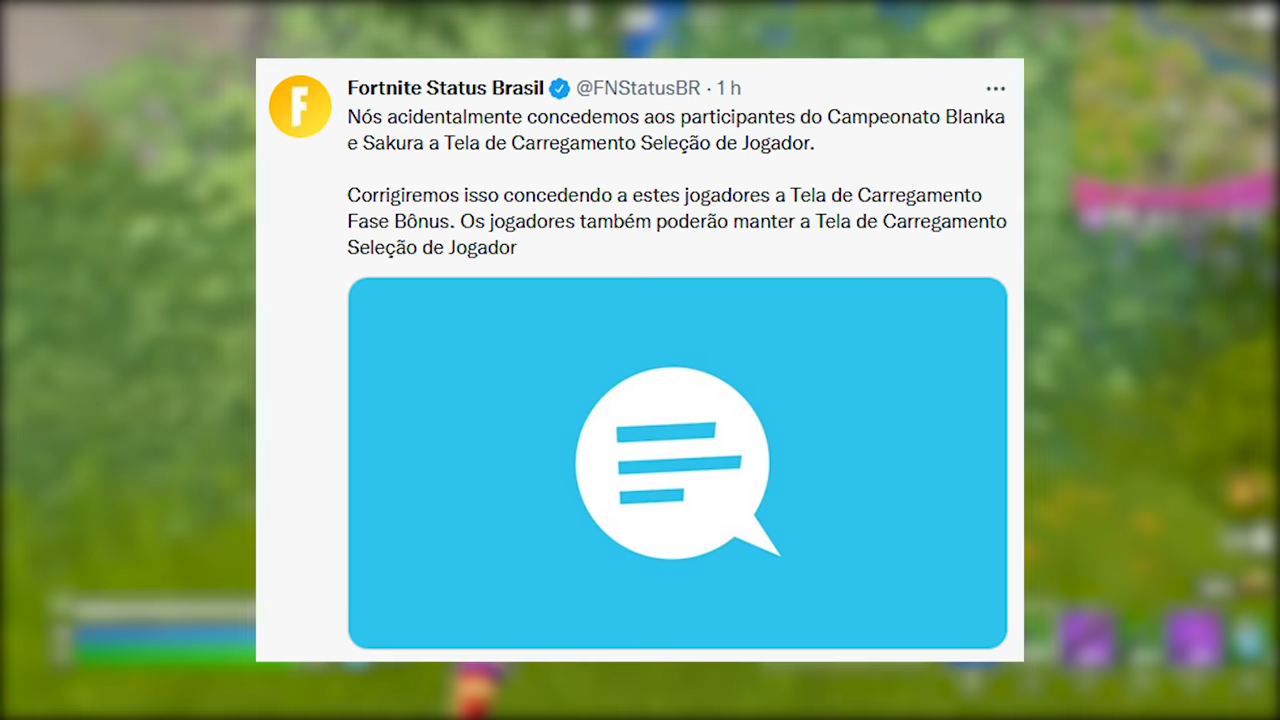 Fortnite Status Brasil @FNStatusBR · 1 h
Nós acidentalmente concedemos aos participantes do Campeonato Blanka
e Sakura a Tela de Carregamento Seleção de Jogador.
Corrigiremos isso concedendo a estes jogadores a Tela de Carregamento
Fase Bônus. Os jogadores também poderão manter a Tela de Carregamento
Seleção de Jogador